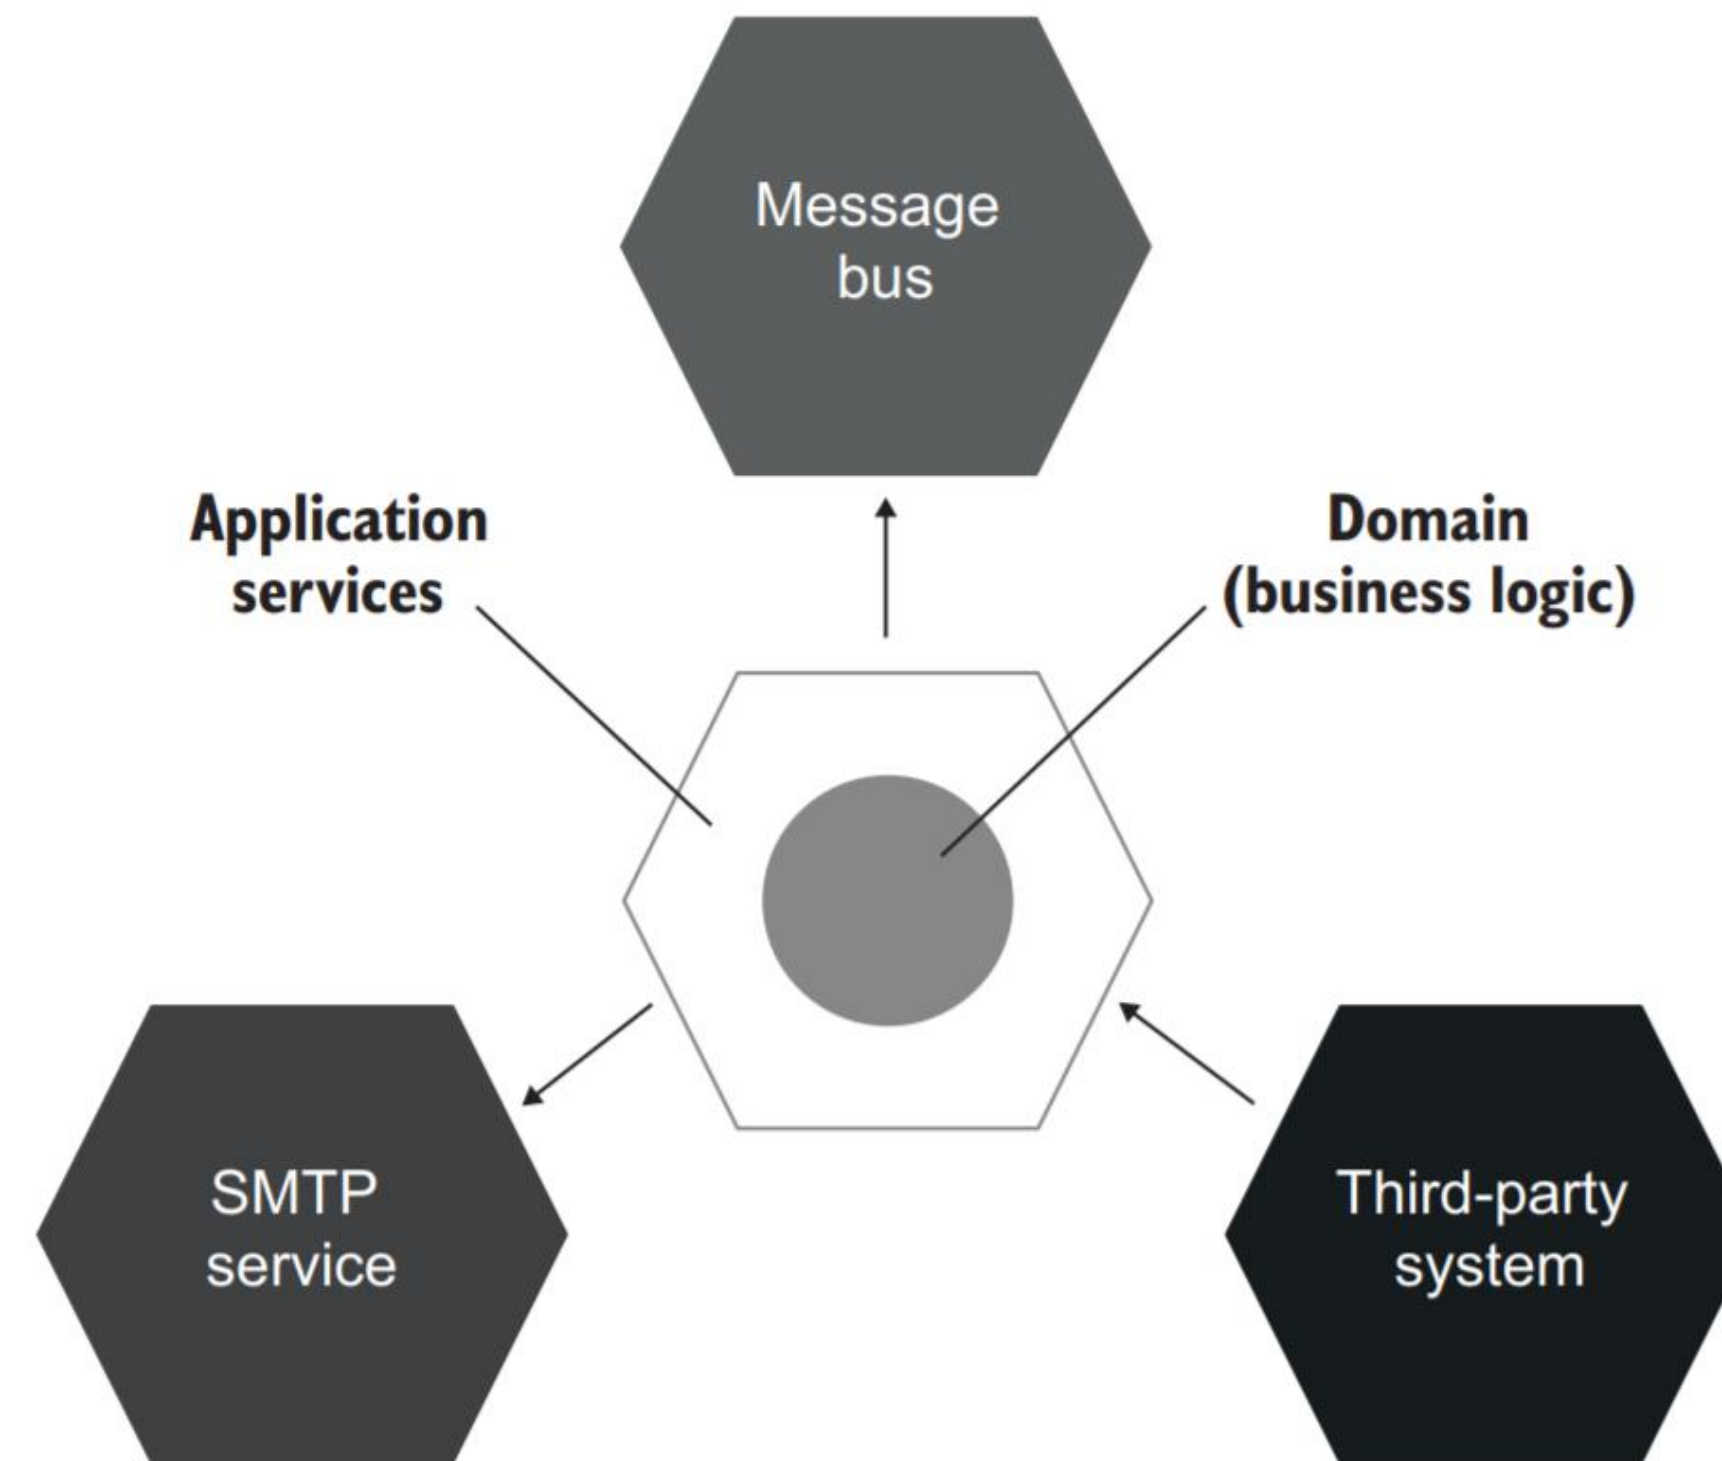 Message
bus
Application
services
Domain
(business logic)
SMTP
service
Third-party
system